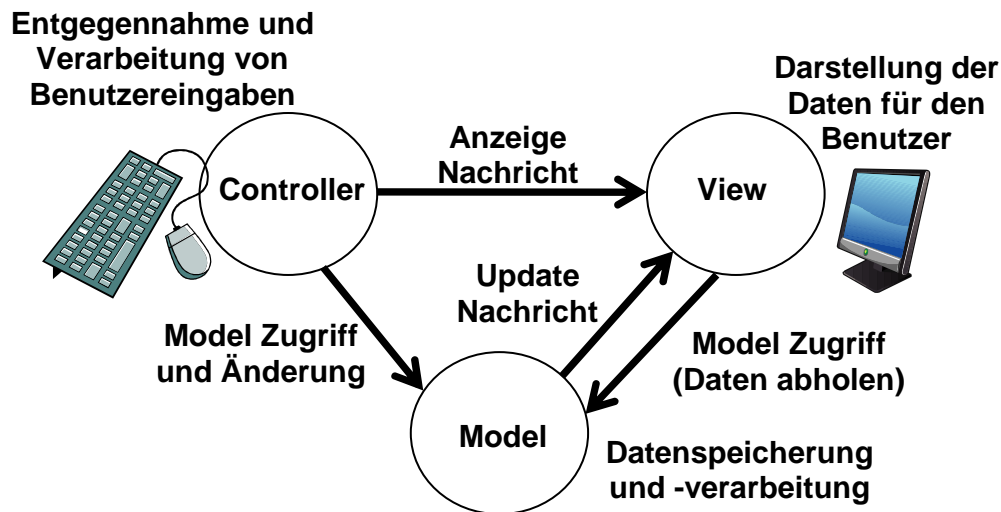 Entgegennahme und
Verarbeitung von
Benutzereingaben
Darstellung der
Daten für den
Benutzer
Anzeige
Nachricht
Controller
View
Update
Nachricht
Model Zugriff
und Änderung
Model Zugriff
(Daten abholen)
Model
Datenspeicherung
und -verarbeitung